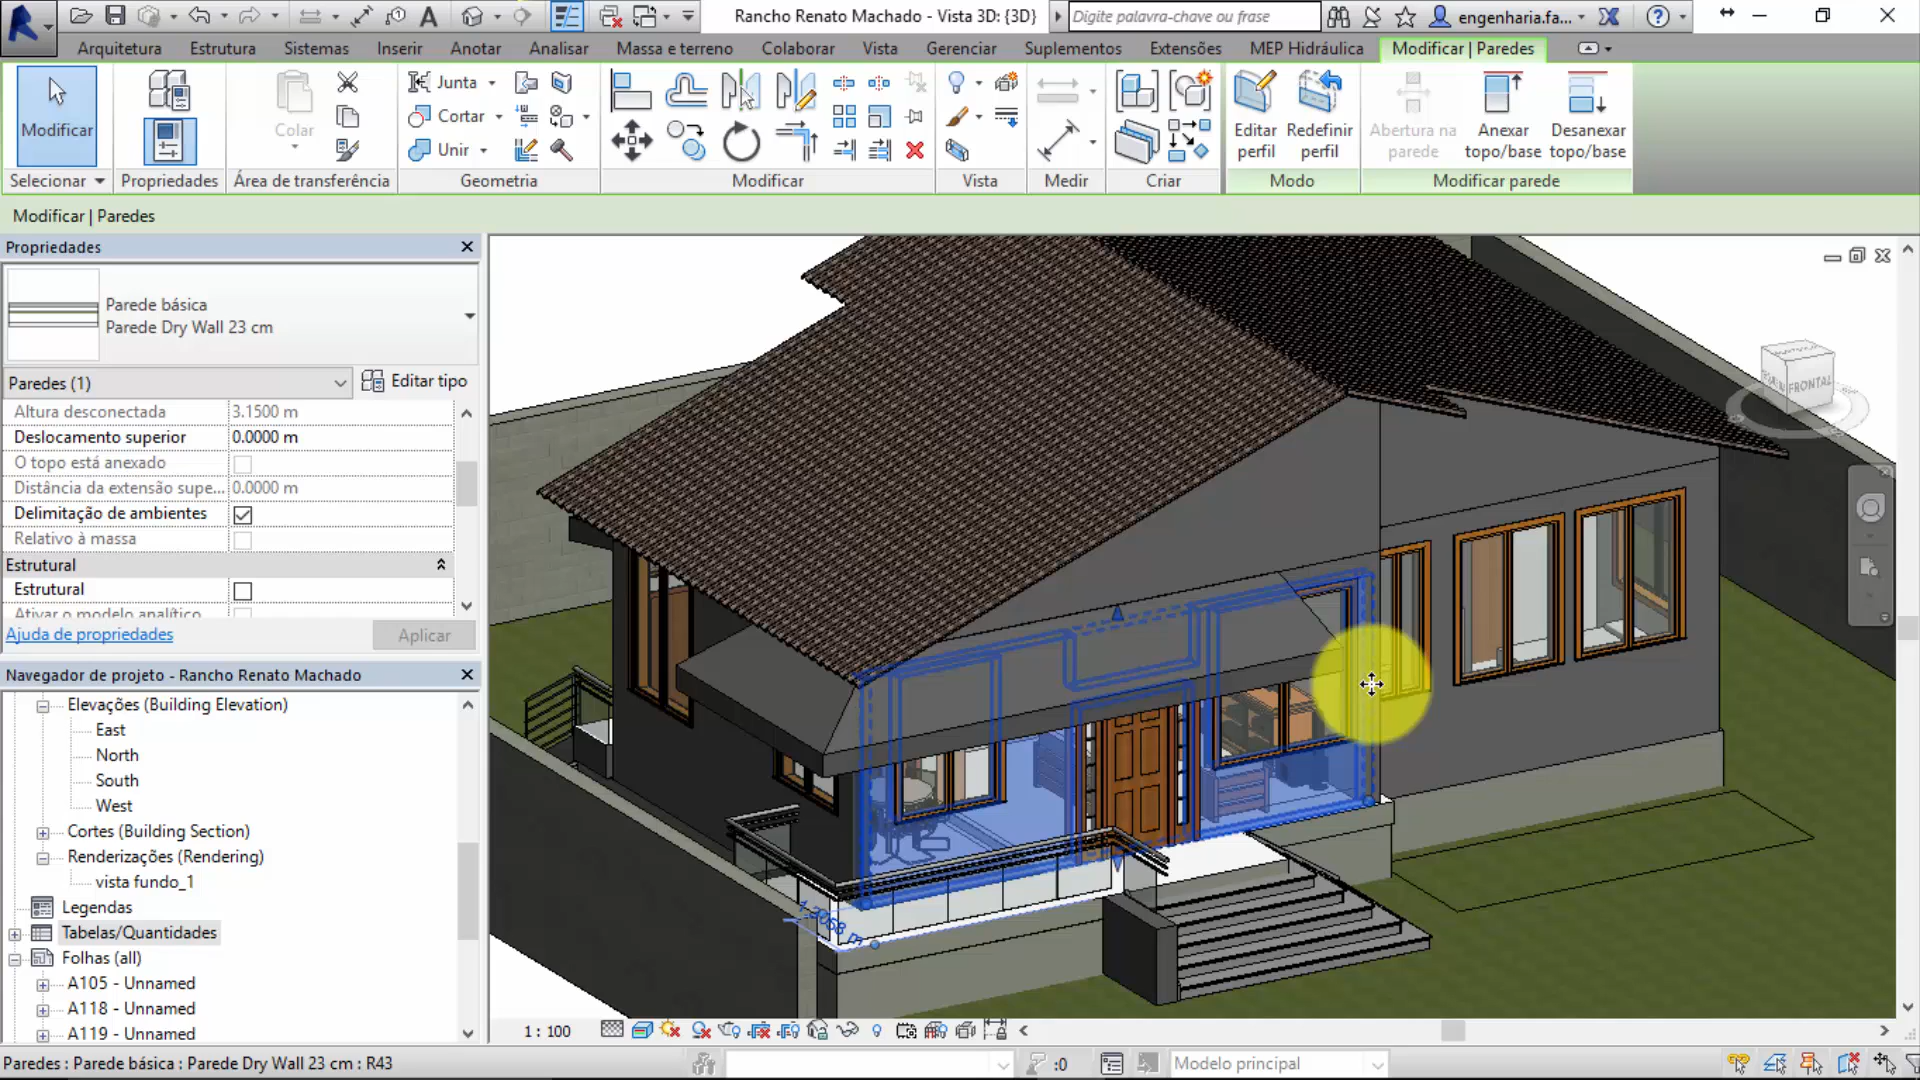 Rancho Renato Machado - Vista 3D: {3D}
Digite palavra-chave ou frase
engenharia.fa...
Arquitetura Estrutura Sistemas Inserir Anotar Analisar Massa e terreno Colaborar Vista Gerenciar Suplementos Extensões MEP Hidráulica Modificar | Paredes
Junta
Cortar
Unir
Modificar
Colar
Editar perfil
Redefinir perfil
Abertura na parede
Anexar topo/base
Desanexar topo/base
Selecionar Propriedades Área de transferência Geometria Modificar Vista Medir Criar Modo Modificar parede
Modificar | Paredes
Propriedades
Parede básica
Parede Dry Wall 23 cm
Paredes (1)
Editar tipo
Altura desconectada 3.1500 m
Deslocamento superior 0.0000 m
O topo está anexado
Distância da extensão supe... 0.0000 m
Delimitação de ambientes
Relativo à massa
Estrutural
Estrutural
Ativar o modelo analítico
Ajuda de propriedades
Aplicar
Navegador de projeto - Rancho Renato Machado
Elevações (Building Elevation)
East
North
South
West
Cortes (Building Section)
Renderizações (Rendering)
vista fundo_1
Legendas
Tabelas/Quantidades
Folhas (all)
A105 - Unnamed
A118 - Unnamed
A119 - Unnamed
FRONTAL
1 : 100
Paredes : Parede básica : Parede Dry Wall 23 cm : R43
:0
Modelo principal